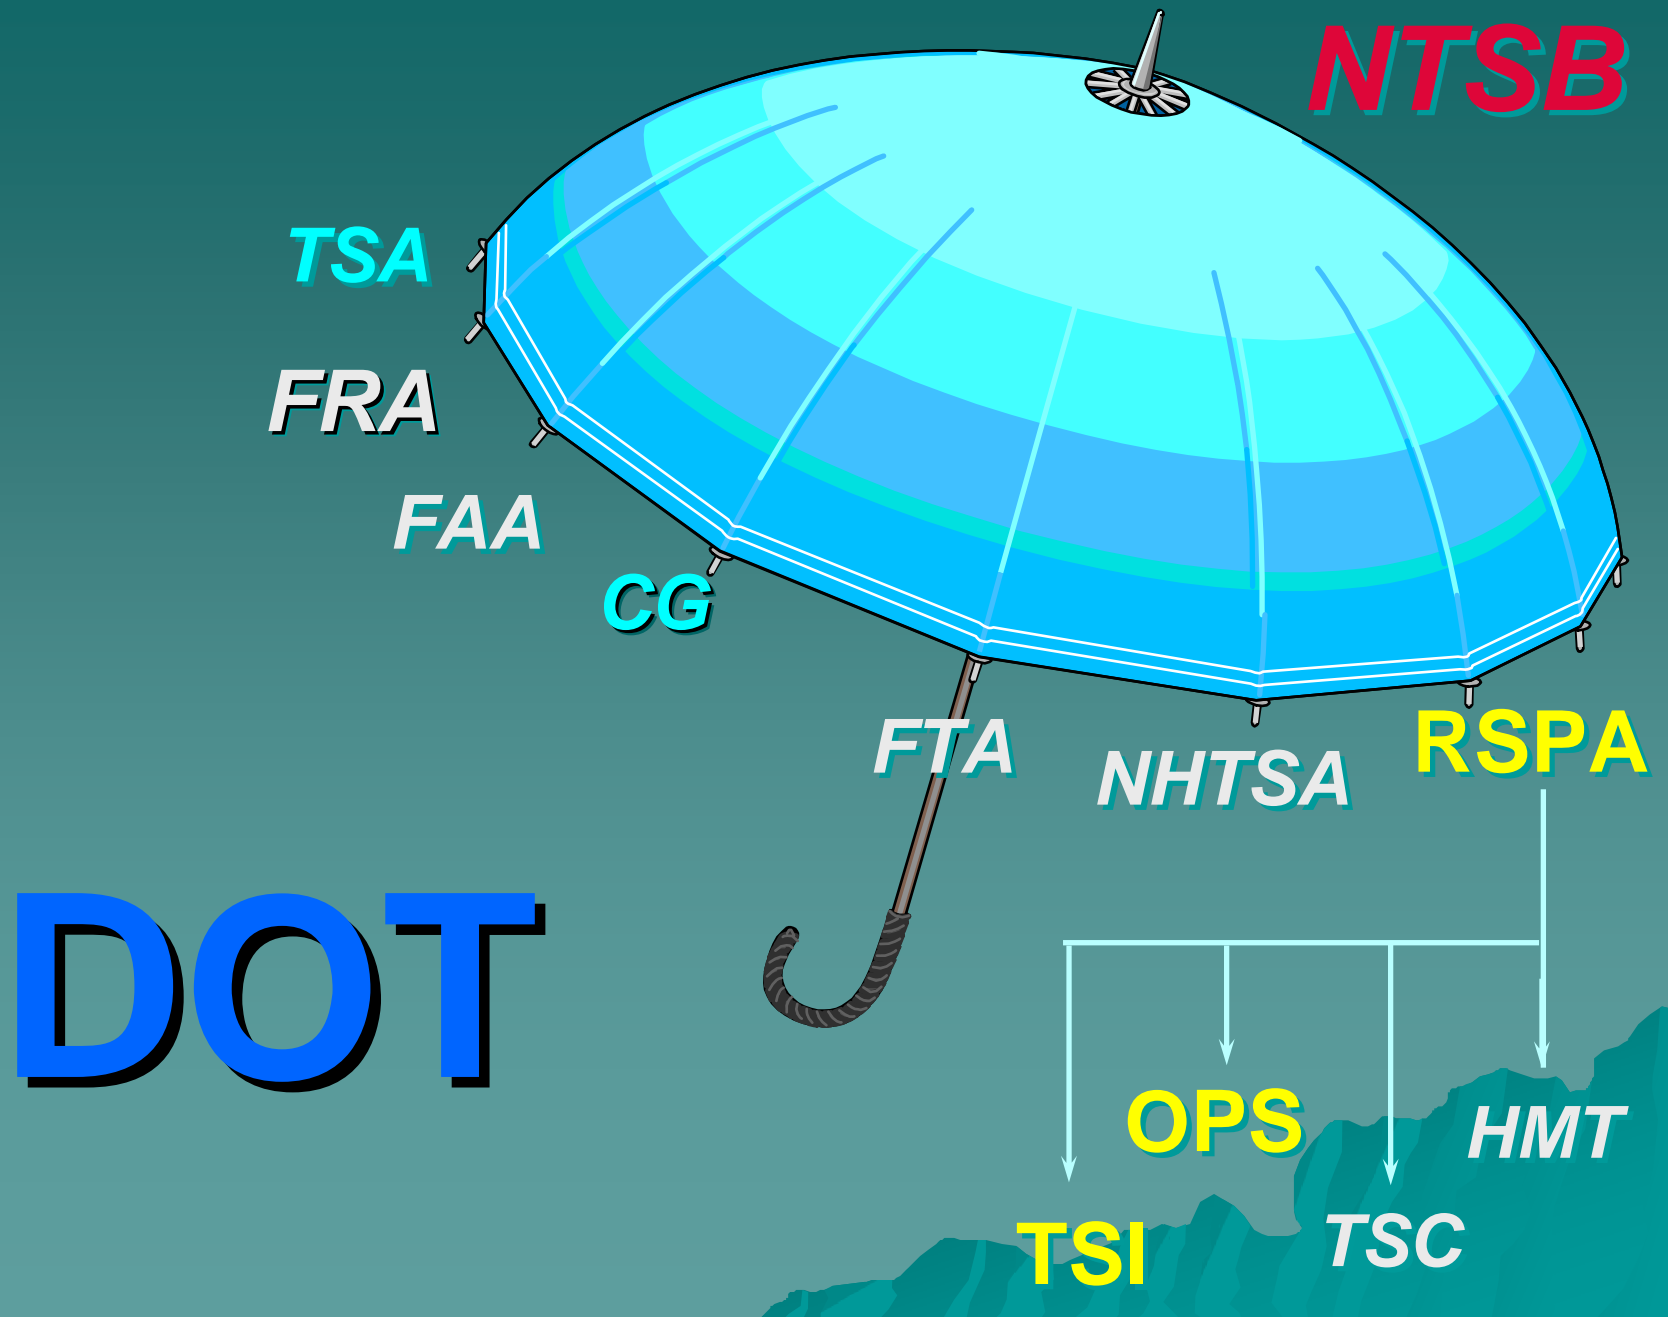 NTSB
TSA
FRA
FAA
CG
FTA
NHTSA
RSPA
DOT
OPS
HMT
TSI
TSC